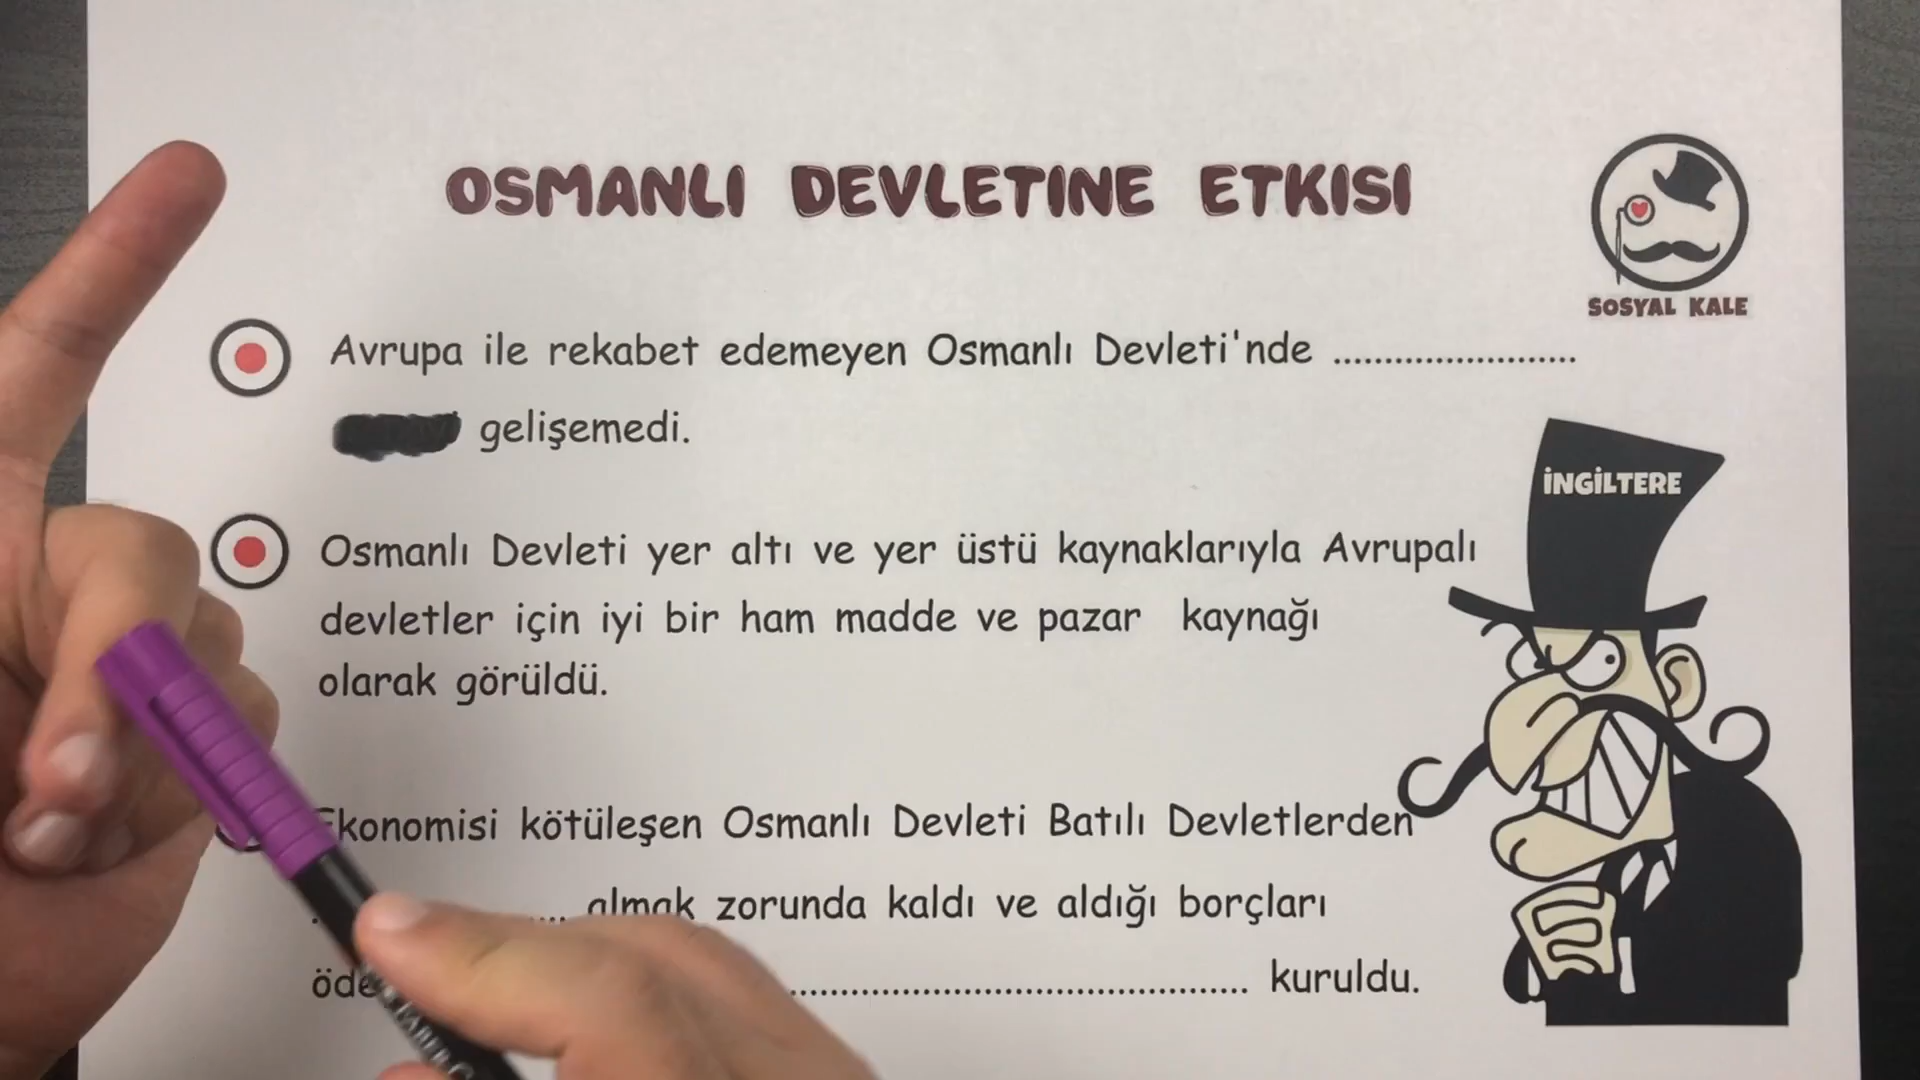 OSMANLI DEVLETINE ETKISI
SOSYAL KALE
Avrupa ile rekabet edemeyen Osmanlı Devleti'nde ........................
gelişemedi.
İNGİLTERE
Osmanlı Devleti yer altı ve yer üstü kaynaklarıyla Avrupalı
devletler için iyi bir ham madde ve pazar kaynağı
olarak görüldü.
Ekonomisi kötüleşen Osmanlı Devleti Batılı Devletlerden
almak zorunda kaldı ve aldığı borçları
.............................................. kuruldu.